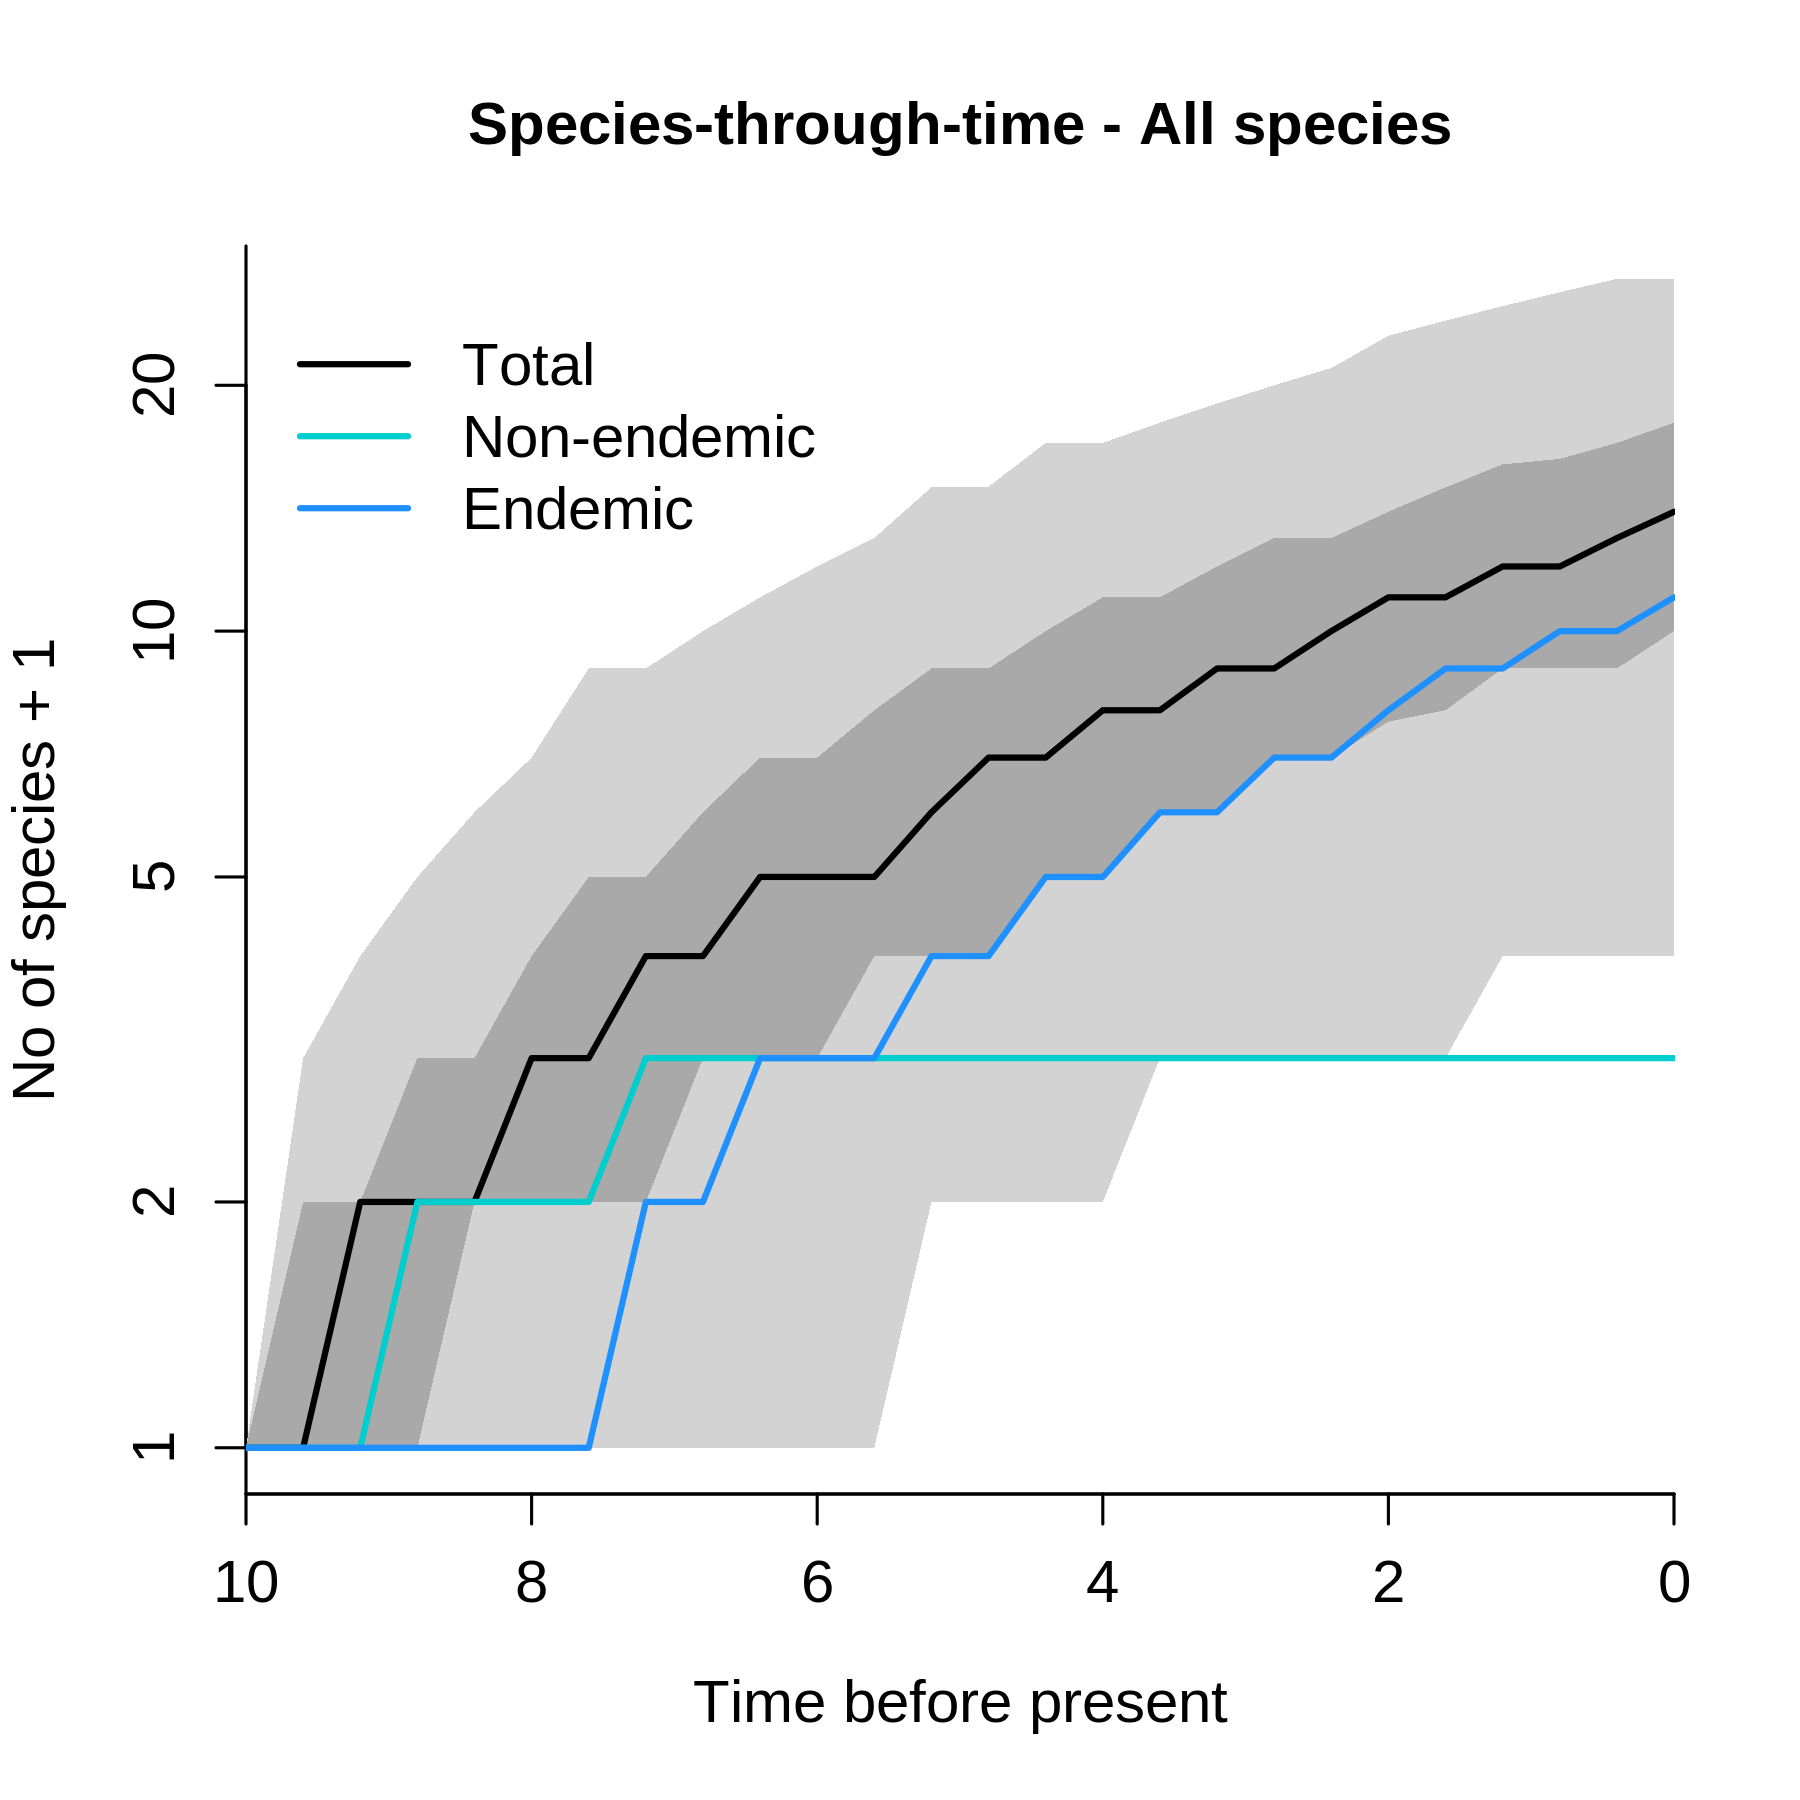 Species-through-time - All species
Total
Non-endemic
Endemic
No of species + 1
20
10
5
2
1
10 8 6 4 2 0
Time before present